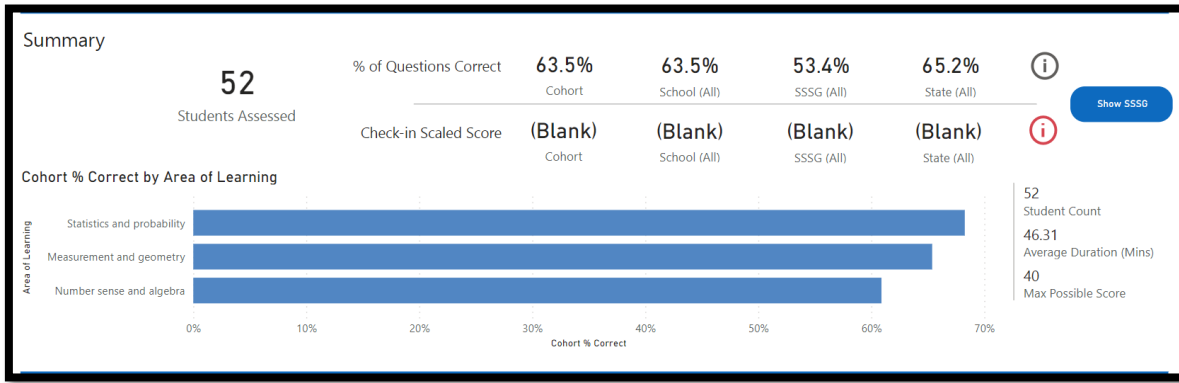 Summary
52
Students Assessed
% of Questions Correct
63.5%
Cohort
63.5%
School (All)
53.4%
SSSG (All)
65.2%
State (All)
i
Show SSSG
Check-in Scaled Score
(Blank)
Cohort
(Blank)
School (All)
(Blank)
SSSG (All)
(Blank)
State (All)
i
Cohort % Correct by Area of Learning
Area of Learning
Statistics and probability
Measurement and geometry
Number sense and algebra
0% 10% 20% 30% 40% 50% 60% 70%
Cohort % Correct
52
Student Count
46.31
Average Duration (Mins)
40
Max Possible Score